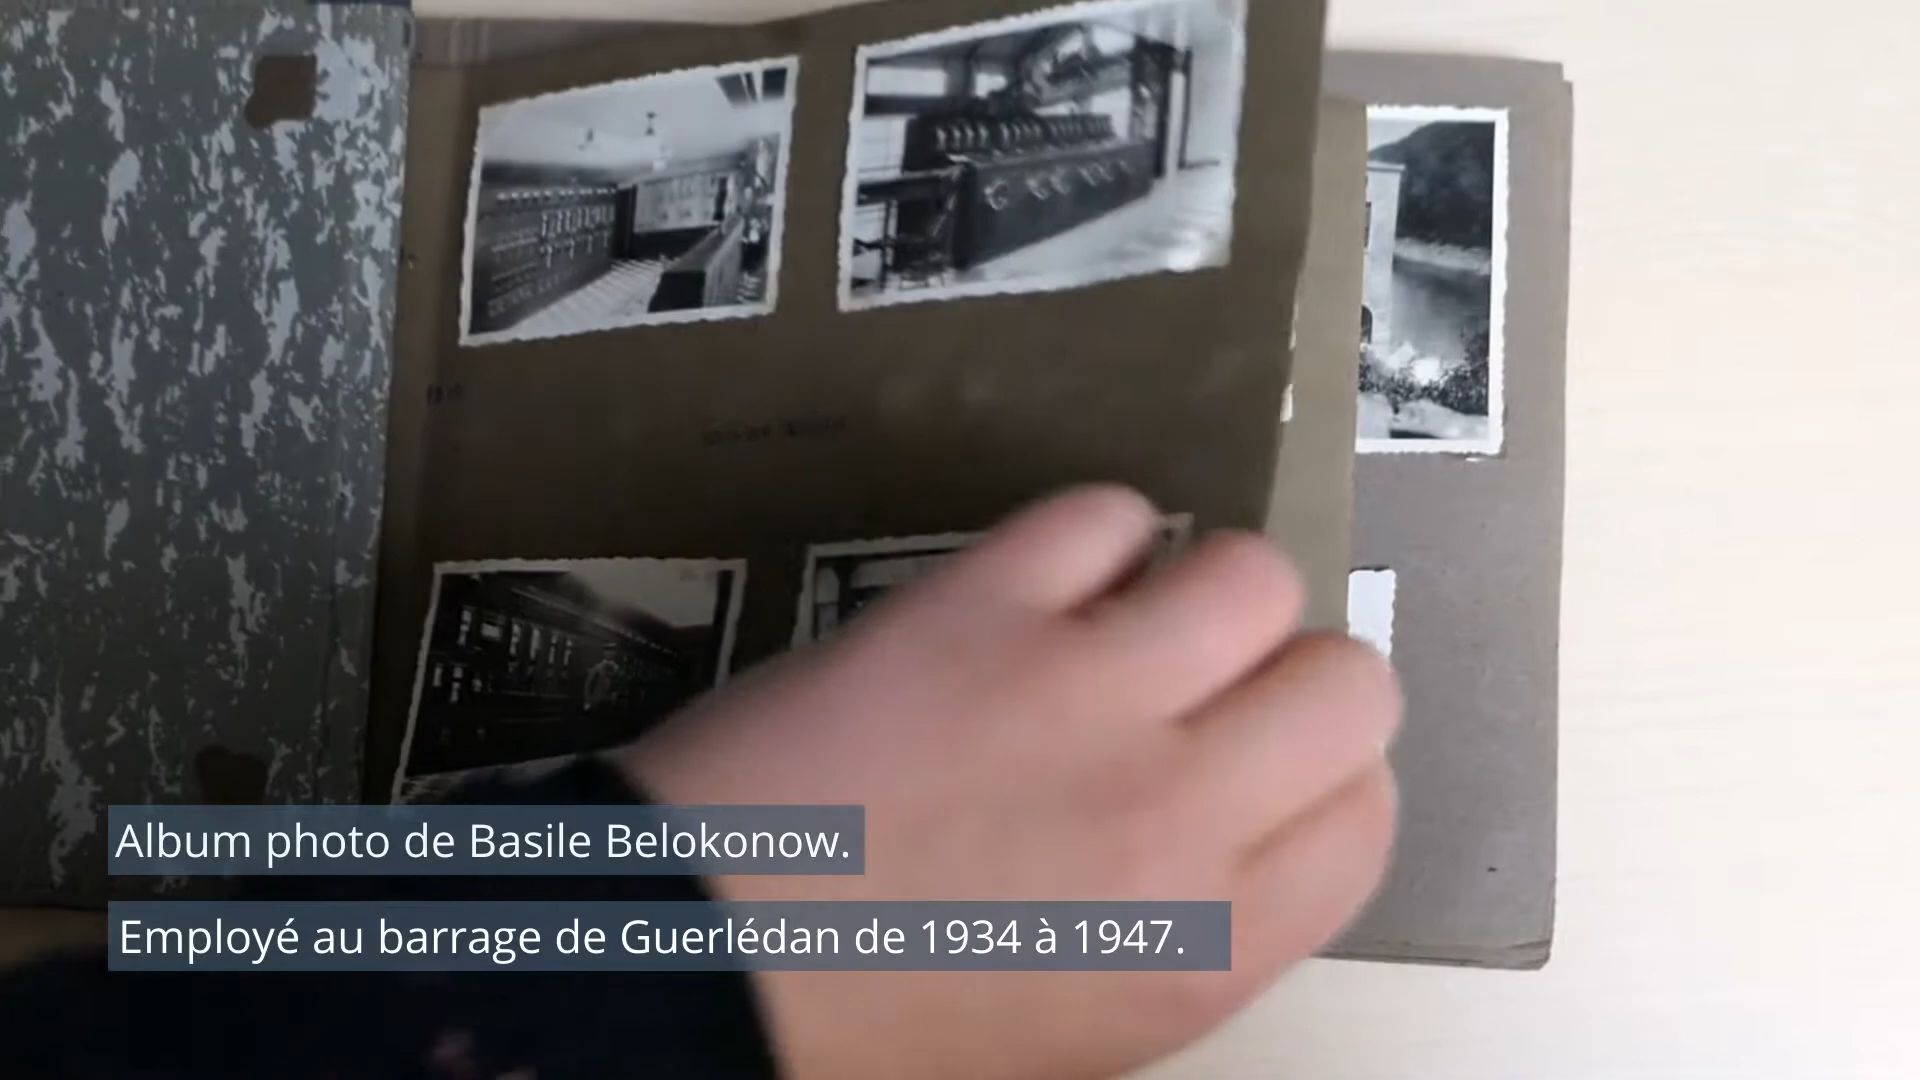 Album photo de Basile Belokonow.
Employé au barrage de Guerlédan de 1934 à 1947.